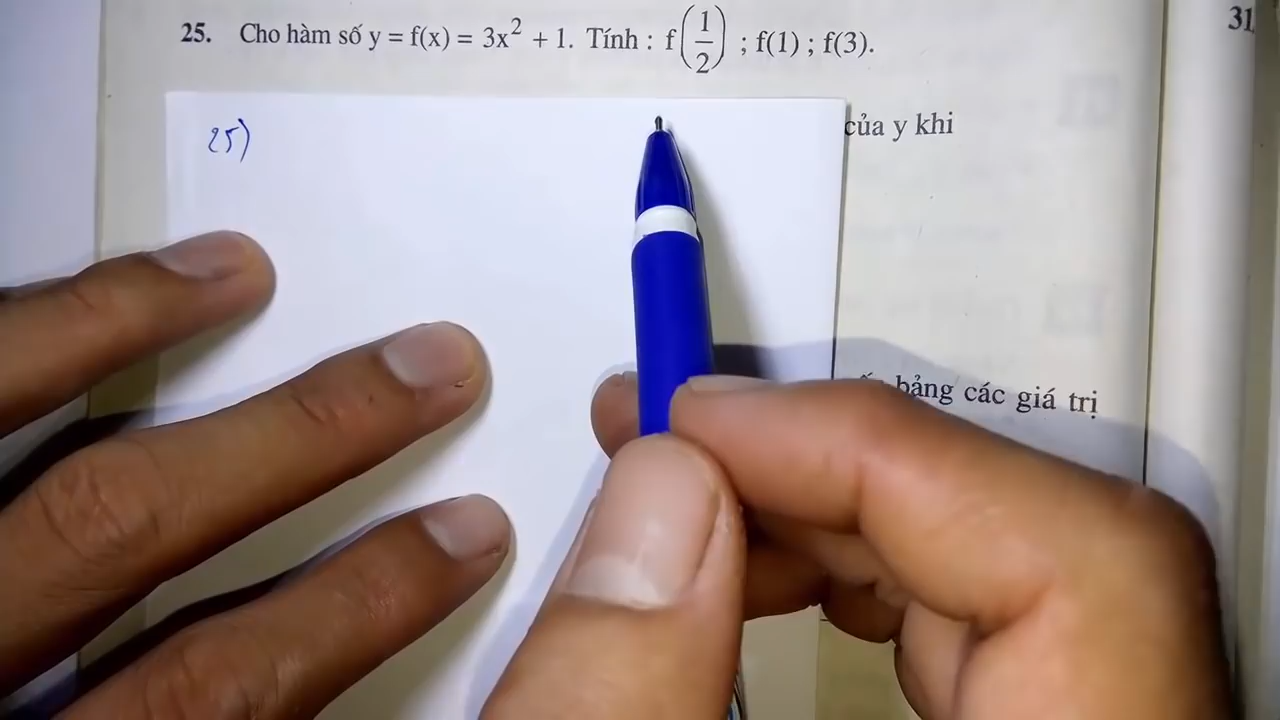 25. Cho hàm số y = f(x) = 3x² + 1. Tính : f(1/2) ; f(1) ; f(3).
31
25)
của y khi
bảng các giá trị